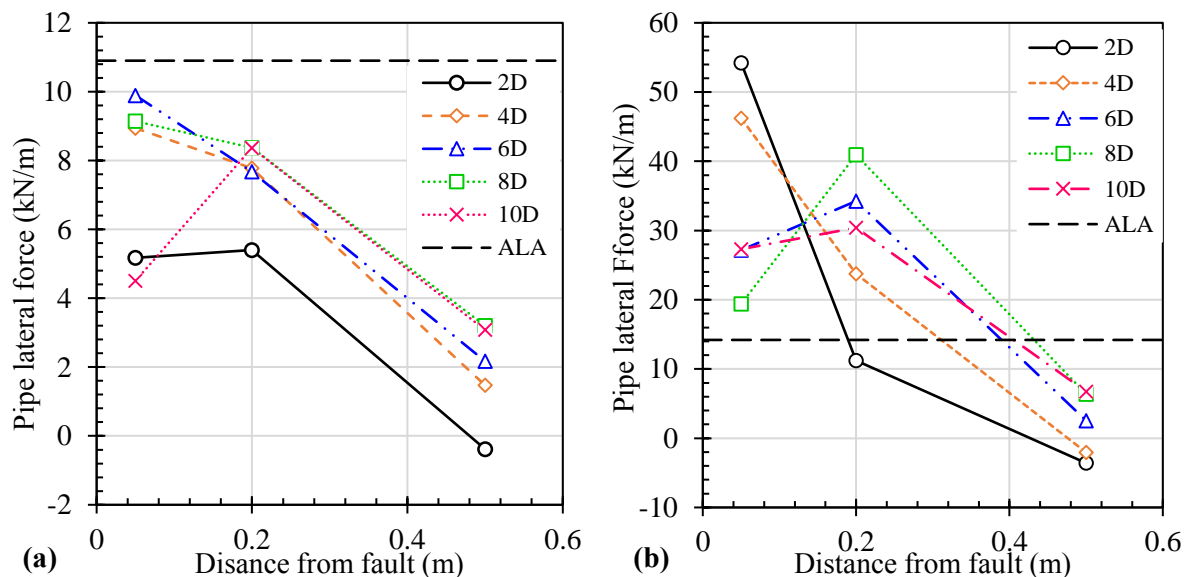 Pipe lateral force (kN/m)
12
10
8
6
4
2
0
-2
0
0.2
0.4
0.6
2D
4D
6D
8D
10D
ALA
(a)
Disance from fault (m)
Pipe lateral Fforce (kN/m)
60
50
40
30
20
10
0
-10
0
0.2
0.4
0.6
2D
4D
6D
8D
10D
ALA
(b)
Distance from fault (m)